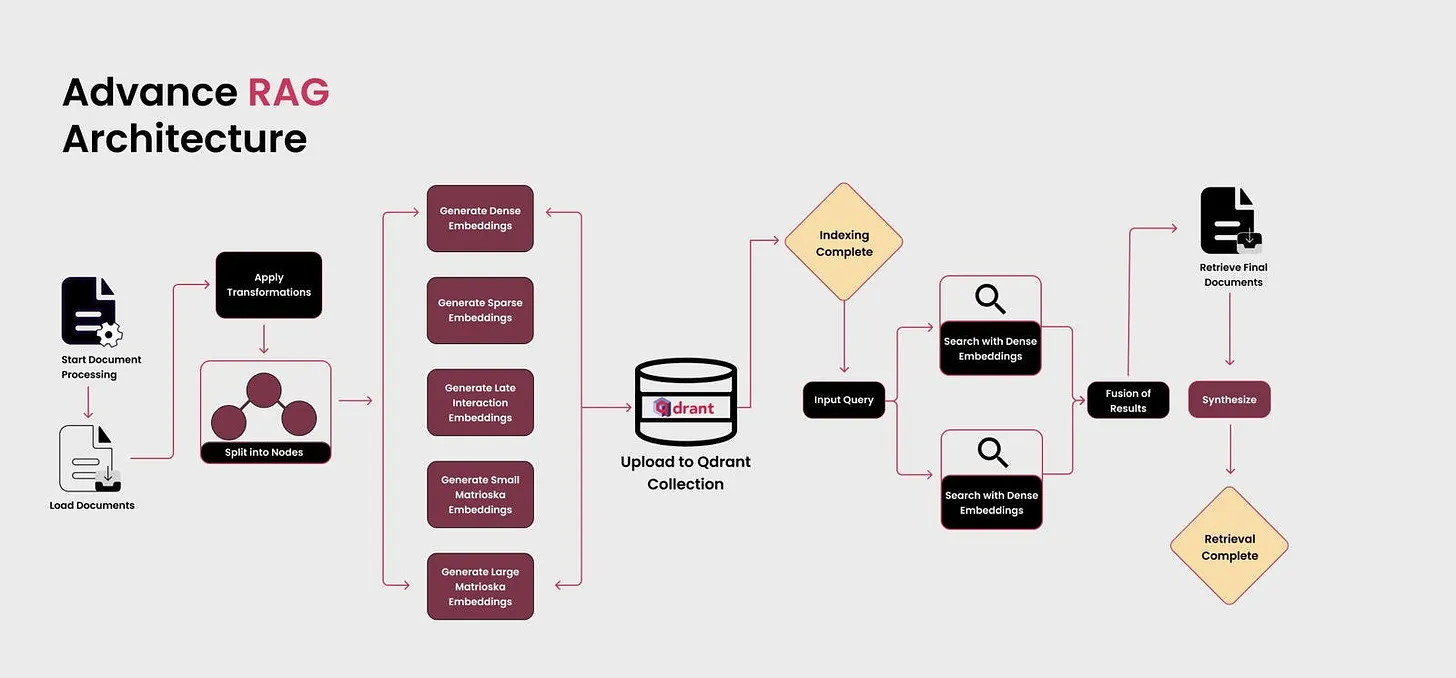 Advance RAG
Architecture
Start Document
Processing
Load Documents
Apply
Transformations
Split into Nodes
Generate Dense
Embeddings
Generate Sparse
Embeddings
Generate Late
Interaction
Embeddings
Generate Small
Matrioska
Embeddings
Generate Large
Matrioska
Embeddings
qdrant
Upload to Qdrant
Collection
Indexing
Complete
Input Query
Search with Dense
Embeddings
Search with Dense
Embeddings
Fusion of
Results
Retrieve Final
Documents
Synthesize
Retrieval
Complete